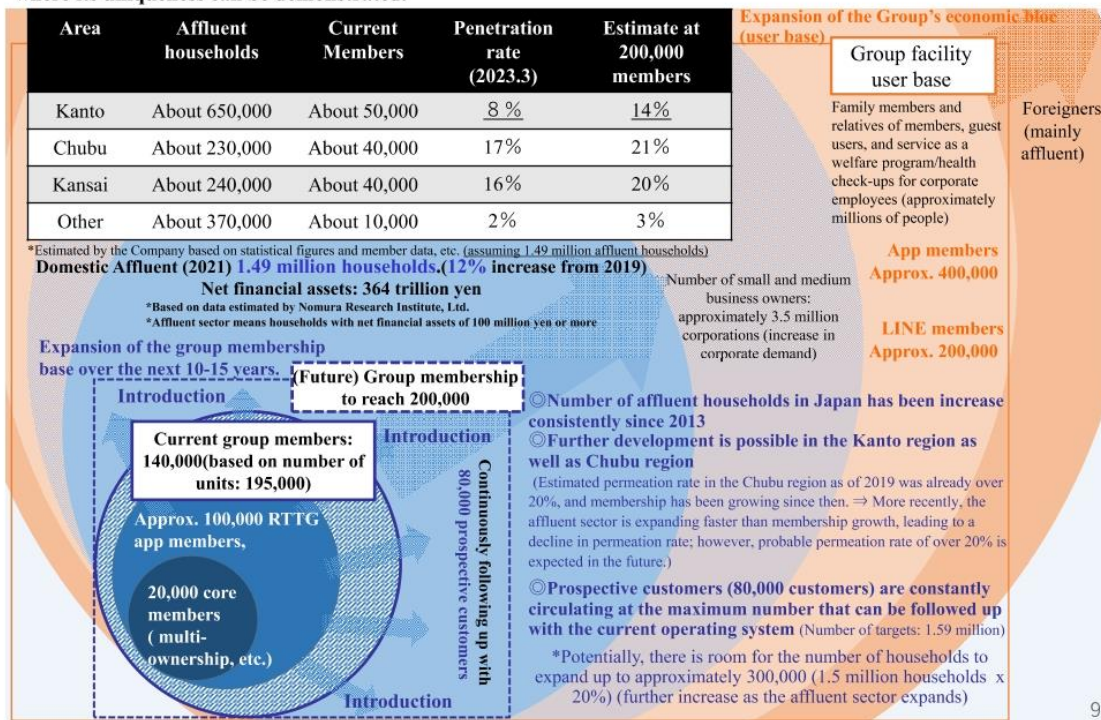 Area Affluent households Current Members Penetration rate (2023.3) Estimate at 200,000 members
Kanto About 650,000 About 50,000 8 % 14%
Chubu About 230,000 About 40,000 17% 21%
Kansai About 240,000 About 40,000 16% 20%
Other About 370,000 About 10,000 2% 3%
*Estimated by the Company based on statistical figures and member data, etc. (assuming 1.49 million affluent households)
Domestic Affluent (2021) 1.49 million households.(12% increase from 2019)
Net financial assets: 364 trillion yen
*Based on data estimated by Nomura Research Institute, Ltd.
*Affluent sector means households with net financial assets of 100 million yen or more
Expansion of the Group's economic bloc
(user base)
Group facility
user base
Family members and
relatives of members, guest
users, and service as a
welfare program/health
check-ups for corporate
employees (approximately
millions of people)
Foreigners
(mainly
affluent)
App members
Approx. 400,000
LINE members
Approx. 200,000
Number of small and medium
business owners:
approximately 3.5 million
corporations (increase in
corporate demand)
Expansion of the group membership
base over the next 10-15 years.
(Future) Group membership
to reach 200,000
Introduction
Introduction
Current group members:
140,000(based on number of
units: 195,000)
Approx. 100,000 RTTG
app members,
20,000 core
members
( multi-
ownership, etc.)
Continuously following up with
80,000 prospective customers
Introduction
◎Number of affluent households in Japan has been increase
consistently since 2013
◎Further development is possible in the Kanto region as
well as Chubu region
(Estimated permeation rate in the Chubu region as of 2019 was already over
20%, and membership has been growing since then. ⇒ More recently, the
affluent sector is expanding faster than membership growth, leading to a
decline in permeation rate; however, probable permeation rate of over 20% is
expected in the future.)
◎Prospective customers (80,000 customers) are constantly
circulating at the maximum number that can be followed up
with the current operating system (Number of targets: 1.59 million)
*Potentially, there is room for the number of households to
expand up to approximately 300,000 (1.5 million households x
20%) (further increase as the affluent sector expands)
9